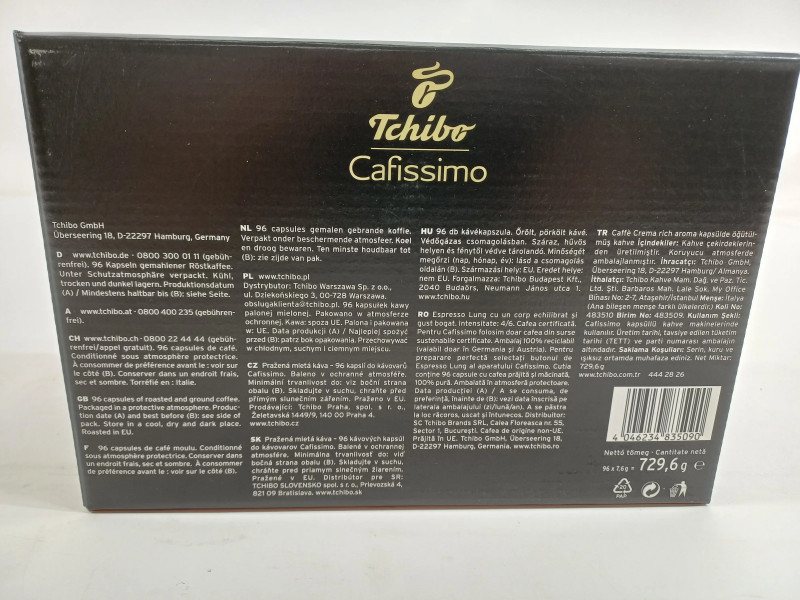 Tchibo
Cafissimo
Tchibo GmbH
Überseering 18, D-22297 Hamburg, Germany
D www.tchibo.de · 0800 300 01 11 (gebüh-
renfrei). 96 Kapseln gemahlener Röstkaffee.
Unter Schutzatmosphäre verpackt. Kühl,
trocken und dunkel lagern. Produktionsdatum
(A) / Mindestens haltbar bis (B): siehe Seite.
A www.tchibo.at · 0800 400 235 (gebühren-
frei).
CH www.tchibo.ch · 0800 22 44 44 (gebüh-
renfrei/appel gratuit). 96 capsules de café.
Conditionné sous atmosphère protectrice.
À consommer de préférence avant le : voir sur
le côté (B). Conserver dans un endroit frais,
sec et sombre. Torréfié en : Italie.
GB 96 capsules of roasted and ground coffee.
Packaged in a protective atmosphere. Produc-
tion date (A) and best before (B): see side of
pack. Store in a cool, dry and dark place.
Roasted in EU.
F 96 capsules de café moulu. Conditionné
sous atmosphère protectrice. Conserver dans
un endroit frais, sec et sombre. À consommer
de préférence avant le : voir sur le côté (B).
NL 96 capsules gemalen gebrande koffie.
Verpakt onder beschermende atmosfeer. Koel
en droog bewaren. Ten minste houdbaar tot
(B): zie zijde van pak.
PL www.tchibo.pl
Dystrybutor: Tchibo Warszawa Sp. z o.o.,
ul. Dziekońskiego 3, 00-728 Warszawa.
obslugaklienta@tchibo.pl. 96 kapsułek kawy
palonej mielonej. Pakowano w atmosferze
ochronnej. Kawa: spoza UE. Palona i pakowana
w: UE. Data produkcji (A) / Najlepiej spożyć
przed (B): patrz bok opakowania. Przechowywać
w chłodnym, suchym i ciemnym miejscu.
CZ Pražená mletá káva - 96 kapslí do kávovarů
Cafissimo. Baleno v ochranné atmosféře.
Minimální trvanlivost do: viz boční strana
obalu (B). Skladujte v suchu, chraňte před
přímým slunečním zářením. Praženo v EU.
Prodávající: Tchibo Praha, spol. s r. o.,
Želetavská 1449/9, 140 00 Praha 4.
www.tchibo.cz
SK Pražená mletá káva - 96 kávových kapsúl
do kávovarov Cafissimo. Balené v ochrannej
atmosfére. Minimálna trvanlivosť do: viď
bočná strana obalu (B). Skladujte v suchu,
chráňte pred priamym slnečným žiarením.
Pražené v EU. Distribútor pre SR:
TCHIBO SLOVENSKO spol. s r. o., Prievozská 4,
821 09 Bratislava. www.tchibo.sk
HU 96 db kávékapszula. Őrölt, pörkölt kávé.
Védőgázas csomagolásban. Száraz, hűvös
helyen és fénytől védve tárolandó. Minőségét
megőrzi (nap, hónap, év): lásd a csomagolás
oldalán (B). Származási hely: EU. Eredet helye:
nem EU. Forgalmazza: Tchibo Budapest Kft.,
2040 Budaörs, Neumann János utca 1.
www.tchibo.hu
RO Espresso Lung cu un corp echilibrat și
gust bogat. Intensitate: 4/6. Cafea certificată.
Pentru Cafissimo folosim doar cafea din surse
sustenabile certificate. Ambalaj 100% reciclabil
(valabil doar în Germania și Austria). Pentru
preparare perfectă selectați butonul de
Espresso Lung al aparatului Cafissimo. Cutia
conține 96 capsule cu cafea prăjită și măcinată,
100% pură. Ambalată în atmosferă protectoare.
Data producției (A) / A se consuma, de
preferință, înainte de (B): vezi data înscrisă pe
laterala ambalajului (zi/lună/an). A se păstra
la loc răcoros, uscat și întunecos. Distribuitor:
SC Tchibo Brands SRL, Calea Floreasca nr. 55,
Sector 1, București. Cafea de origine non-UE.
Prăjită în UE. Tchibo GmbH, Überseering 18,
D-22297 Hamburg, Germania. www.tchibo.ro
TR Caffè Crema rich aroma kapsülde öğütül-
müş kahve İçindekiler: Kahve çekirdeklerin-
den üretilmiştir. Koruyucu atmosferde
ambalajlanmıştır. İhracatçı: Tchibo GmbH,
Überseering 18, D-22297 Hamburg/ Almanya.
İthalatçı: Tchibo Kahve Mam. Dağ. ve Paz. Tic.
Ltd. Şti. Barbaros Mah. Lale Sok. My Office
Binası No: 2-7, Ataşehir/İstanbul Menşe: İtalya
(Ana bileşen menşe farklı ülkelerdir.) Koli No:
483510 Birim No: 483509. Kullanım Şekli:
Cafissimo kapsüllü kahve makinelerinde
kullanılır. Üretim tarihi, tavsiye edilen tüketim
tarihi (TETT) ve parti numarası ambalajın
altındadır. Saklama Koşulları: Serin, kuru ve
ışıksız ortamda muhafaza ediniz. Net Miktar:
729,6g
www.tchibo.com.tr 444 28 26
4 046234 835090
Nettó tömeg · Cantitate netă
96 x 7,6g = 729,6 g ℮
20
PAP